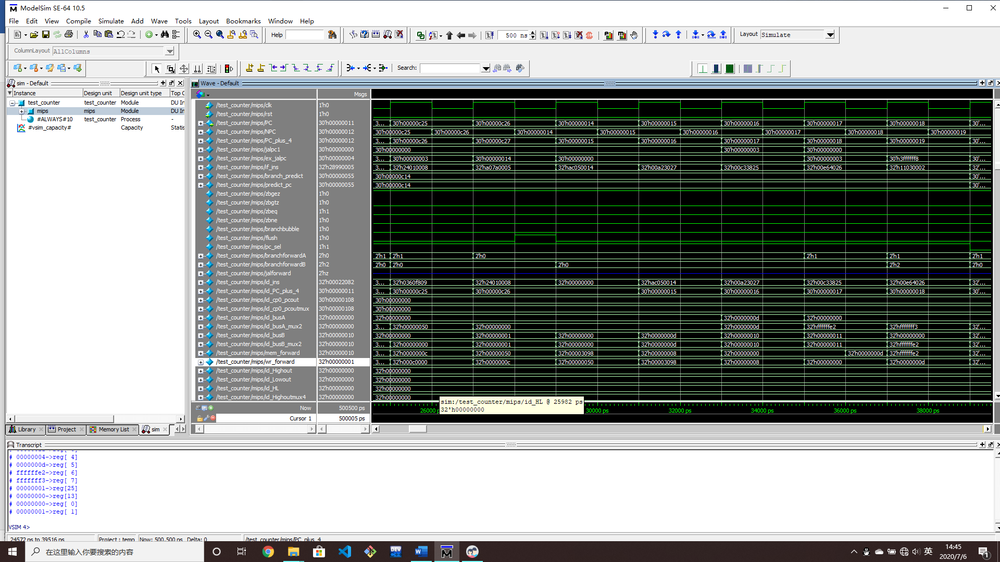 ModelSim SE-64 10.5
File Edit View Compile Simulate Add Wave Tools Layout Bookmarks Window Help
Help 500 ns Layout Simulate
ColumnLayout AllColumns
Search:
sim - Default
Instance Design unit Design unit type Top C
test_counter test_counter Module DU In
mips mips Module DU In
#ALWAYS#10 test_counter Process -
#vsim_capacity# Capacity Statis
Wave - Default
Msgs
/test_counter/mips/clk 1'h0
/test_counter/mips/rst 1'h0
/test_counter/mips/PC 30'h00000011 3... 30'h00000c25 30'h00000c26 30'h00000014 30'h00000015 30'h00000016 30'h00000017 30'h00000018 30'...
/test_counter/mips/NPC 30'h00000012 30'h00000c25 30'h00000c26 30'h00000014 30'h00000015 30'h00000016 30'h00000017 30'h00000018 30'h00000019
/test_counter/mips/PC_plus_4 30'h00000012 3... 30'h00000c26 30'h00000c27 30'h00000015 30'h00000016 30'h00000017 30'h00000018 30'h00000019 30'...
/test_counter/mips/jalpc1 30'h00000000 30'h00000000 30'h00000003 30'h00000000
/test_counter/mips/ex_jalpc 30'h00000004 3... 30'h00000003 30'h00000014 30'h00000000 30'h00000003 30'h3ffffff8 30'...
/test_counter/mips/if_ins 32'h28990005 3... 32'h24010008 32'ha07a0005 32'hac050014 32'h00a23027 32'h00c33825 32'h00e64026 32'h11030002 32'...
/test_counter/mips/branch_predict 30'h00000055 30'h00000c14 30'...
/test_counter/mips/predict_pc 30'h00000055 30'h00000c14 30'...
/test_counter/mips/zbgez 1'h0
/test_counter/mips/zbgtz 1'h0
/test_counter/mips/zbeq 1'h1
/test_counter/mips/zbne 1'h0
/test_counter/mips/branchbubble 1'h0
/test_counter/mips/flush 1'h0
/test_counter/mips/pc_sel 1'h1
/test_counter/mips/branchforwardA 2'h0 2'h1 2'h1 2'h0 2'h1 2'h1 2'h1
/test_counter/mips/branchforwardB 2'h2 2'h0 2'h0 2'h0 2'h2 2'h0
/test_counter/mips/jalforward 2'hz
/test_counter/mips/id_ins 32'h00022082 3... 32'h0360f809 32'h24010008 32'h00000000 32'hac050014 32'h00a23027 32'h00c33825 32'h00e64026 32'...
/test_counter/mips/id_PC_plus_4 30'h00000011 3... 30'h00000c25 30'h00000c26 30'h00000015 30'h00000016 30'h00000017 30'h00000018 30'...
/test_counter/mips/id_cp0_pcout 30'h00000108 30'h00000000
/test_counter/mips/id_cp0_pcoutmux 30'h00000108 30'h00000000
/test_counter/mips/id_busA 32'h00000000 32'h00000000 32'h0000000d 32'h00000000
/test_counter/mips/id_busA_mux2 32'h00000000 3... 32'h00000050 32'h00000000 32'h0000000d 32'hffffffe2 32'hfffffff3 32'...
/test_counter/mips/id_busB 32'h00000010 32'h00000000 32'h00000001 32'h00000000 32'h0000000d 32'h00000010 32'h00000011 32'h00000000 32'...
/test_counter/mips/id_busB_mux2 32'h00000010 3... 32'h00000000 32'h00000001 32'h00000000 32'h0000000d 32'h00000010 32'h00000011 32'hffffffe2 32'...
/test_counter/mips/mem_forward 32'h00000010 3... 32'h0000000c 32'h00000050 32'h00003098 32'h00000008 32'h00000000 32'h0000000d 32'hffffffe2 32'...
/test_counter/mips/wr_forward 32'h00000001 3... 32'h000c0000 32'h0000000c 32'h00000050 32'h00003098 32'h00000008 32'h00000000 32'h0000000d 32'...
/test_counter/mips/id_Highout 32'h00000000 32'h00000000
/test_counter/mips/id_Lowout 32'h00000000 32'h00000000
/test_counter/mips/id_HL 32'h00000000 32'h00000000
/test_counter/mips/id_Highoutmux4 32'h00000000 32'h00000000
sim:/test_counter/mips/id_HL @ 25982 ps
32'h00000000
Now 500500 ps 26000 p 30000 ps 32000 ps 34000 ps 36000 ps 38000 ps
Cursor 1 500005 ps
Library Project Memory List sim
Transcript
# 00000004->reg[ 4]
# 0000000d->reg[ 5]
# ffffffe2->reg[ 6]
# fffffff3->reg[ 7]
# 00000001->reg[25]
# 00000000->reg[13]
# 00000000->reg[ 0]
# 00000001->reg[ 1]
VSIM 4>
24572 ps to 39516 ps Project : temp Now: 500,500 ps Delta: 0 /test_counter/mips/PC_plus_4
在这里输入你要搜索的内容
英 14:45
2020/7/6